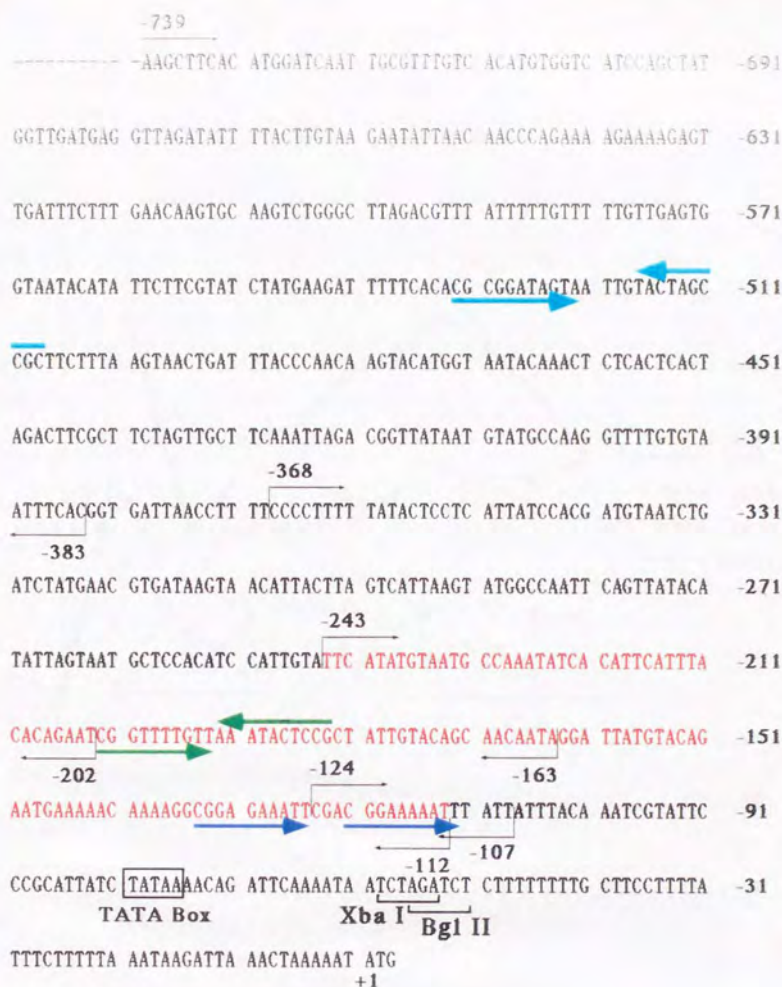 -739
-----------AAGCTTCAC ATGGATCAAT TGCGTTTGTC ACATGTGGTC ATCCAGCTAT -691
GGTTGATGAG GTTAGATATT TTACTTGTAA GAATATTAAC AACCCAGAAA AGAAAAGAGT -631
TGATTTCTTT GAACAAGTGC AAGTCTGGGC TTAGACGTTT ATTTTTGTTT TTGTTGAGTG -571
GTAATACATA TTCTTCGTAT CTATGAAGAT TTTTCACACG CGGATAGTAA TTGTACTAGC -511
CGCTTCTTTA AGTAACTGAT TTACCCAACA AGTACATGGT AATACAAACT CTCACTCACT -451
AGACTTCGCT TCTAGTTGCT TCAAATTAGA CGGTTATAAT GTATGCCAAG GTTTTGTGTA -391
-368
ATTTCACGGT GATTAACCTT TTCCCCTTTT TATACTCCTC ATTATCCACG ATGTAATCTG -331
-383
ATCTATGAAC GTGATAAGTA ACATTACTTA GTCATTAAGT ATGGCCAATT CAGTTATACA -271
-243
TATTAGTAAT GCTCCACATC CATTGTATTC ATATGTAATG CCAAATATCA CATTCATTTA -211
CACAGAATCGG GTTTTGTTAA ATACTCCGCT ATTGTACAGC AACAATAGGA TTATGTACAG -151
-202 -124 -163
AATGAAAAAC AAAAGGCGGA GAAATTCGAC GGAAAAATTT ATTATTTACA AATCGTATTC -91
-112 -107
CCGCATTATC TATAAAACAG ATTCAAAATA ATCTAGATCT CTTTTTTTTG CTTCCTTTTA -31
TATA Box Xba I Bgl II
TTTCTTTTTA AATAAGATTA AACTAAAAAT ATG
+1